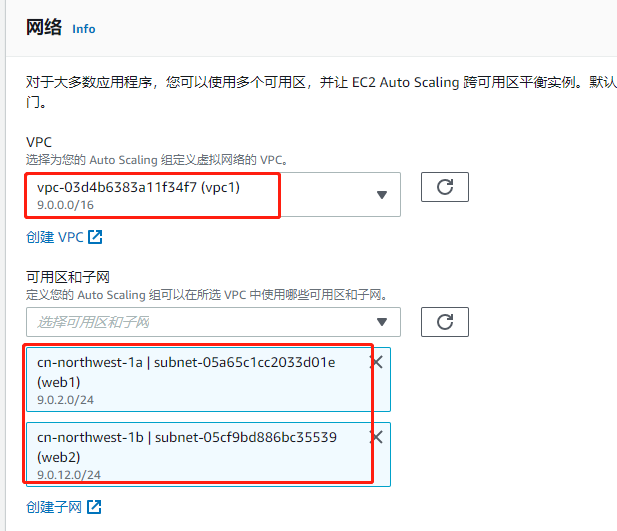 网络 Info
对于大多数应用程序，您可以使用多个可用区，并让 EC2 Auto Scaling 跨可用区平衡实例。默认
门。
VPC
选择为您的 Auto Scaling 组定义虚拟网络的 VPC。
vpc-03d4b6383a11f34f7 (vpc1)
9.0.0.0/16
创建 VPC
可用区和子网
定义您的 Auto Scaling 组可以在所选 VPC 中使用哪些可用区和子网。
选择可用区和子网
cn-northwest-1a | subnet-05a65c1cc2033d01e
(web1)
9.0.2.0/24
cn-northwest-1b | subnet-05cf9bd886bc35539
(web2)
9.0.12.0/24
创建子网